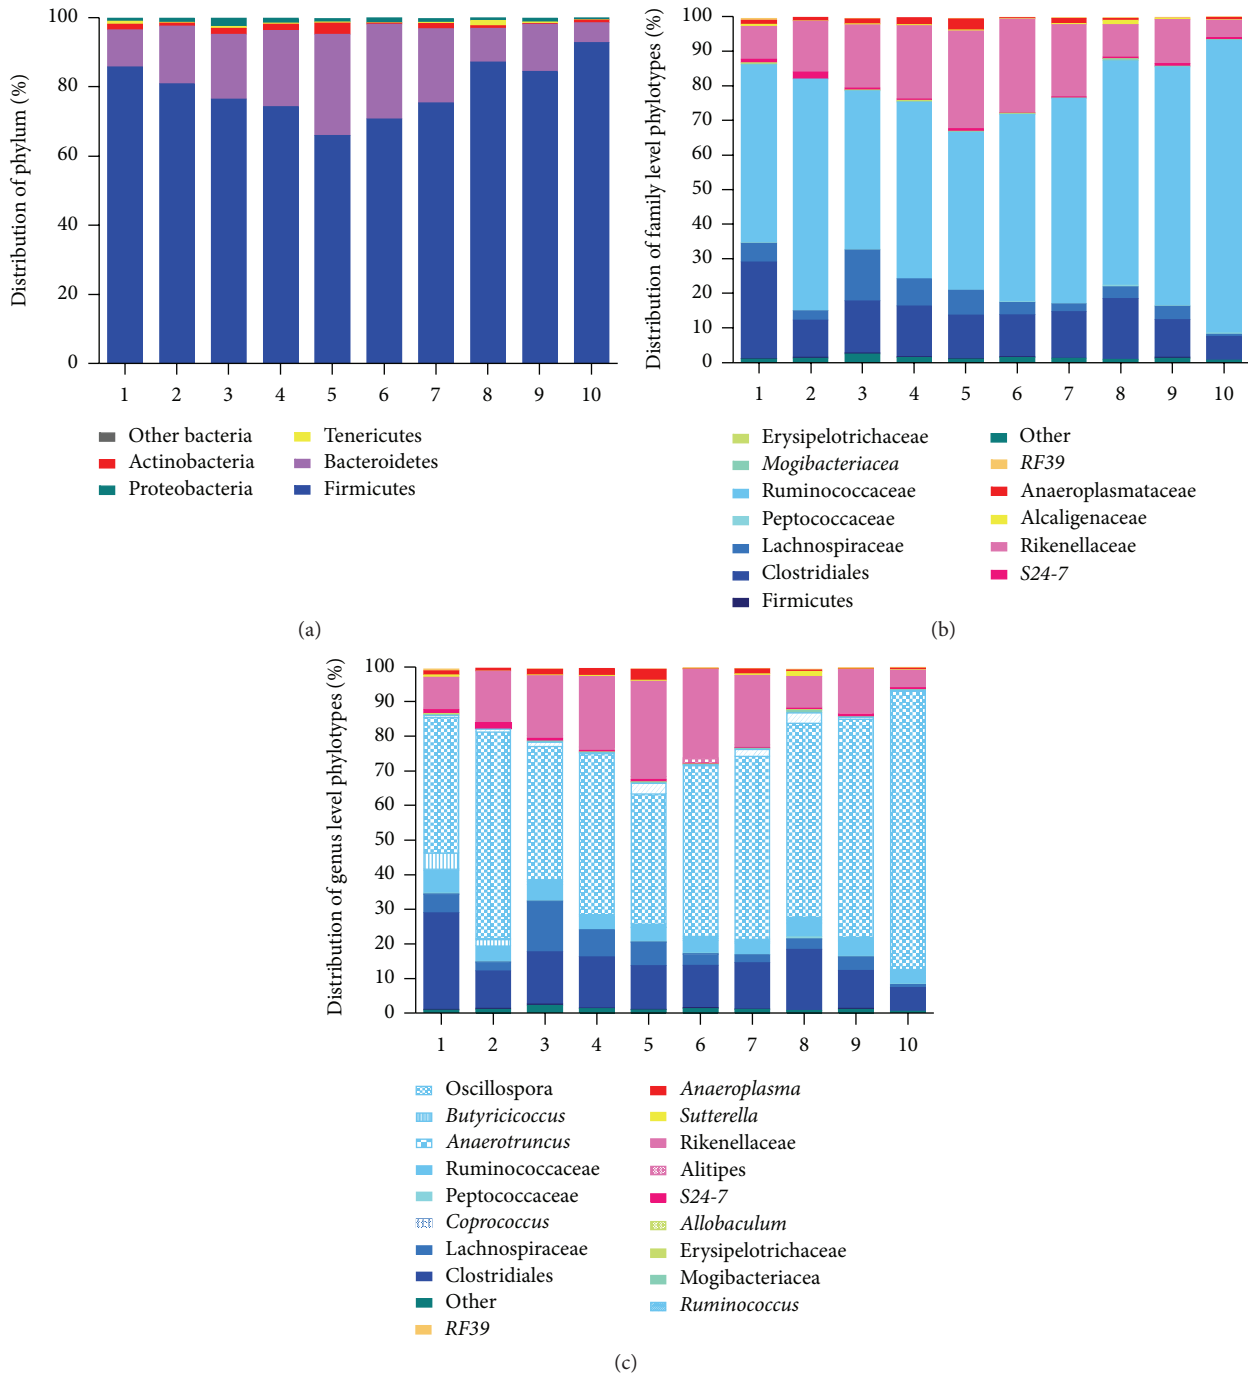 Distribution of phylum (%)
100
80
60
40
20
0
1 2 3 4 5 6 7 8 9 10
Other bacteria
Actinobacteria
Proteobacteria
Tenericutes
Bacteroidetes
Firmicutes
(a)
Distribution of family level phylotypes (%)
100
90
80
70
60
50
40
30
20
10
0
1 2 3 4 5 6 7 8 9 10
Erysipelotrichaceae
Mogibacteriacea
Ruminococcaceae
Peptococcaceae
Lachnospiraceae
Clostridiales
Firmicutes
Other
RF39
Anaeroplasmataceae
Alcaligenaceae
Rikenellaceae
S24-7
(b)
Distribution of genus level phylotypes (%)
100
90
80
70
60
50
40
30
20
10
0
1 2 3 4 5 6 7 8 9 10
Oscillospora
Butyricicoccus
Anaerotruncus
Ruminococcaceae
Peptococcaceae
Coprococcus
Lachnospiraceae
Clostridiales
Other
RF39
Anaeroplasma
Sutterella
Rikenellaceae
Alitipes
S24-7
Allobaculum
Erysipelotrichaceae
Mogibacteriacea
Ruminococcus
(c)